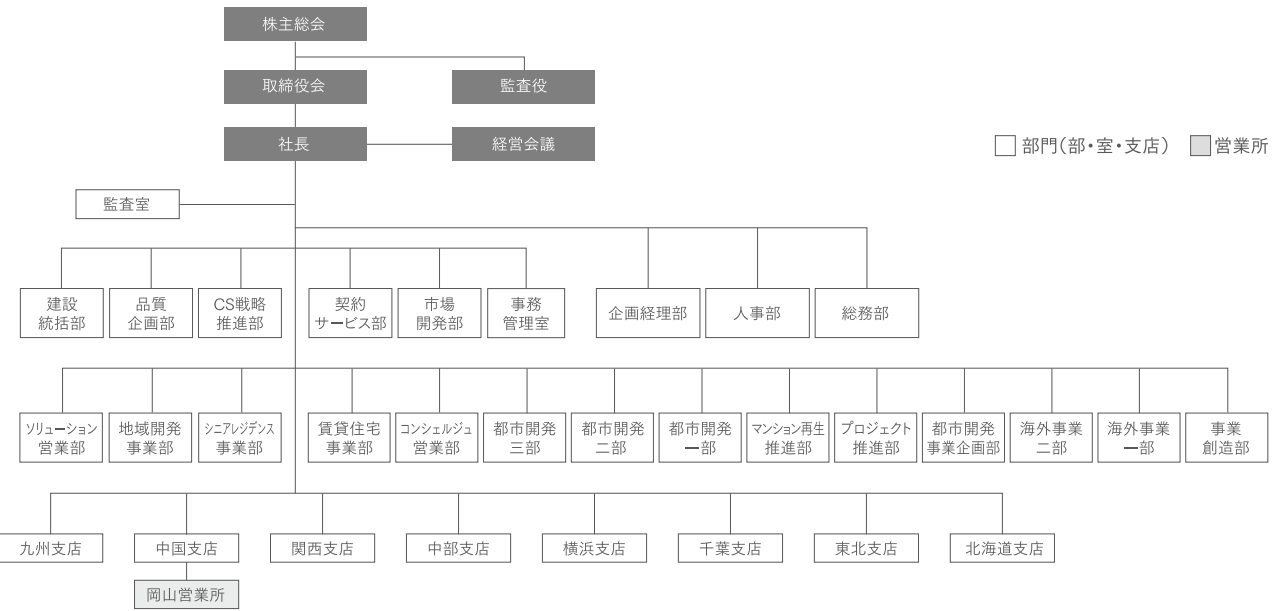 株主総会
取締役会
監査役
社長
経営会議
部門（部・室・支店）
営業所
監査室
建設
統括部
品質
企画部
CS戦略
推進部
契約
サービス部
市場
開発部
事務
管理室
企画経理部
人事部
総務部
ソリューション
営業部
地域開発
事業部
シニアレジデンス
事業部
賃貸住宅
事業部
コンシェルジュ
営業部
都市開発
三部
都市開発
二部
都市開発
一部
マンション再生
推進部
プロジェクト
推進部
都市開発
事業企画部
海外事業
二部
海外事業
一部
事業
創造部
九州支店
中国支店
関西支店
中部支店
横浜支店
千葉支店
東北支店
北海道支店
岡山営業所